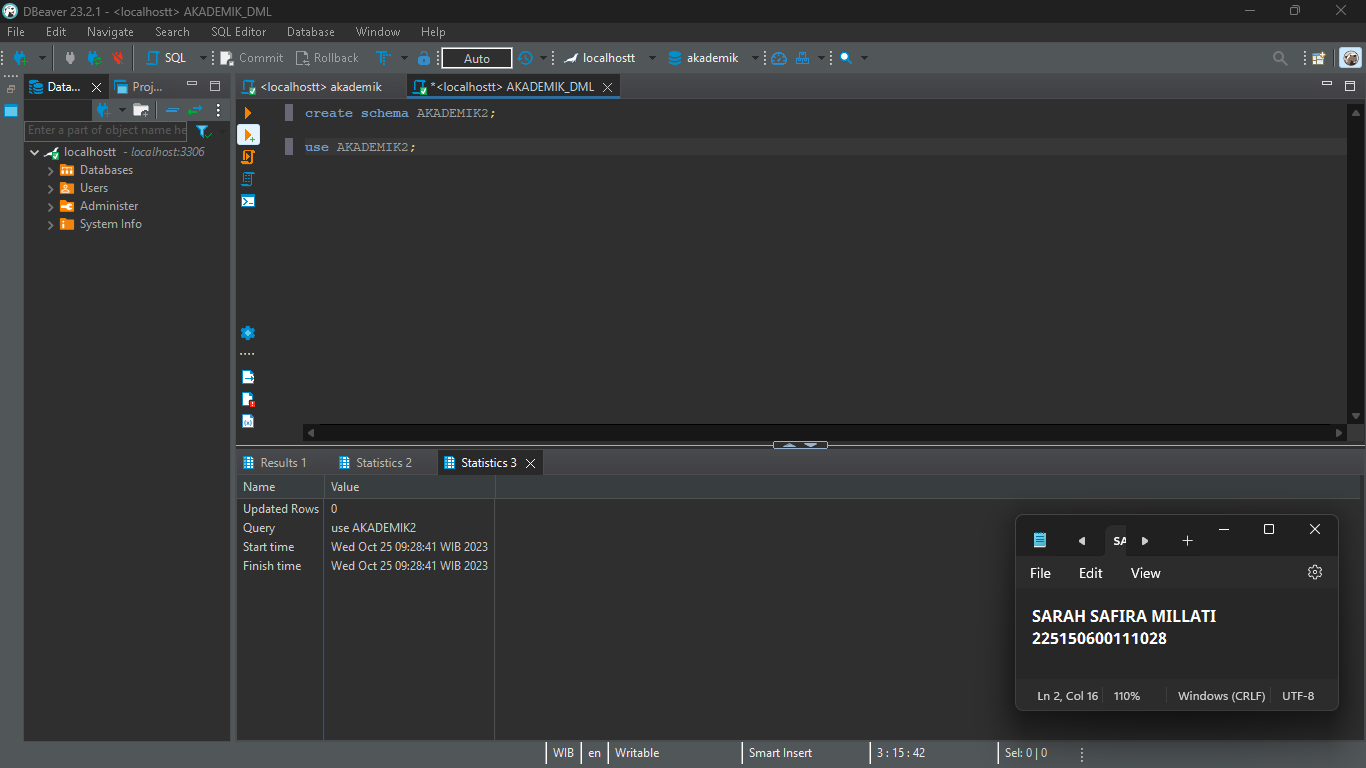 DBeaver 23.2.1 - <localhostt> AKADEMIK_DML
File Edit Navigate Search SQL Editor Database Window Help
SQL Commit Rollback Auto localhostt akademik
Data... Proj... <localhostt> akademik *<localhostt> AKADEMIK_DML
Enter a part of object name he
localhostt - localhost:3306
Databases
Users
Administer
System Info
create schema AKADEMIK2;
use AKADEMIK2;
Results 1 Statistics 2 Statistics 3
Name Value
Updated Rows 0
Query use AKADEMIK2
Start time Wed Oct 25 09:28:41 WIB 2023
Finish time Wed Oct 25 09:28:41 WIB 2023
SA
File Edit View
SARAH SAFIRA MILLATI
225150600111028
Ln 2, Col 16 110% Windows (CRLF) UTF-8
WIB en Writable Smart Insert 3 : 15 : 42 Sel: 0 | 0